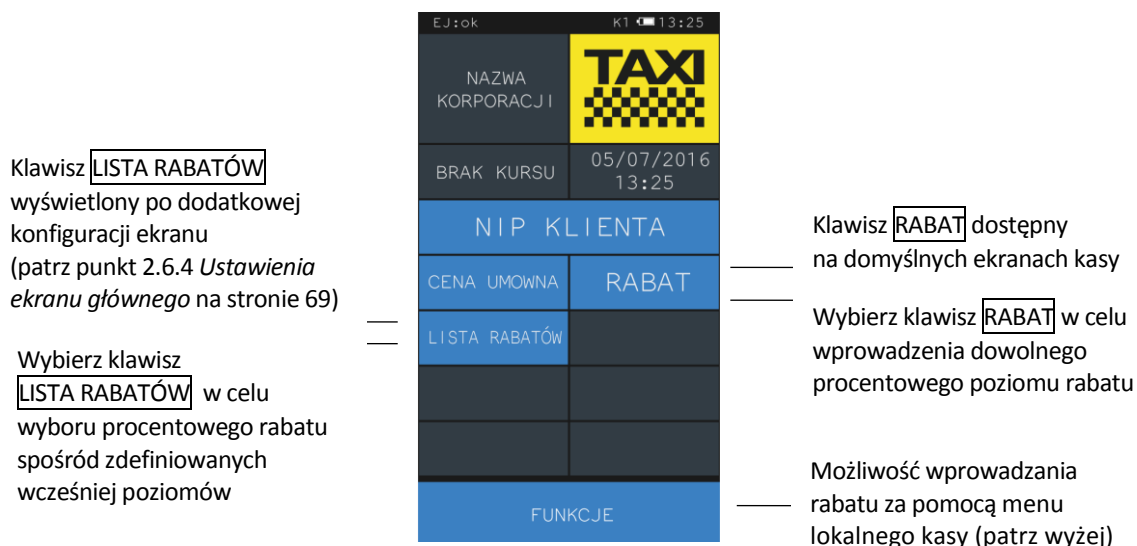 EJ:ok K1 13:25
NAZWA
KORPORACJI
TAXI
BRAK KURSU
05/07/2016
13:25
NIP KLIENTA
CENA UMOWNA
RABAT
LISTA RABATÓW
FUNKCJE
Klawisz LISTA RABATÓW
wyświetlony po dodatkowej
konfiguracji ekranu
(patrz punkt 2.6.4 Ustawienia
ekranu głównego na stronie 69)
Wybierz klawisz
LISTA RABATÓW w celu
wyboru procentowego rabatu
spośród zdefiniowanych
wcześniej poziomów
Klawisz RABAT dostępny
na domyślnych ekranach kasy
Wybierz klawisz RABAT w celu
wprowadzenia dowolnego
procentowego poziomu rabatu
Możliwość wprowadzania
rabatu za pomocą menu
lokalnego kasy (patrz wyżej)